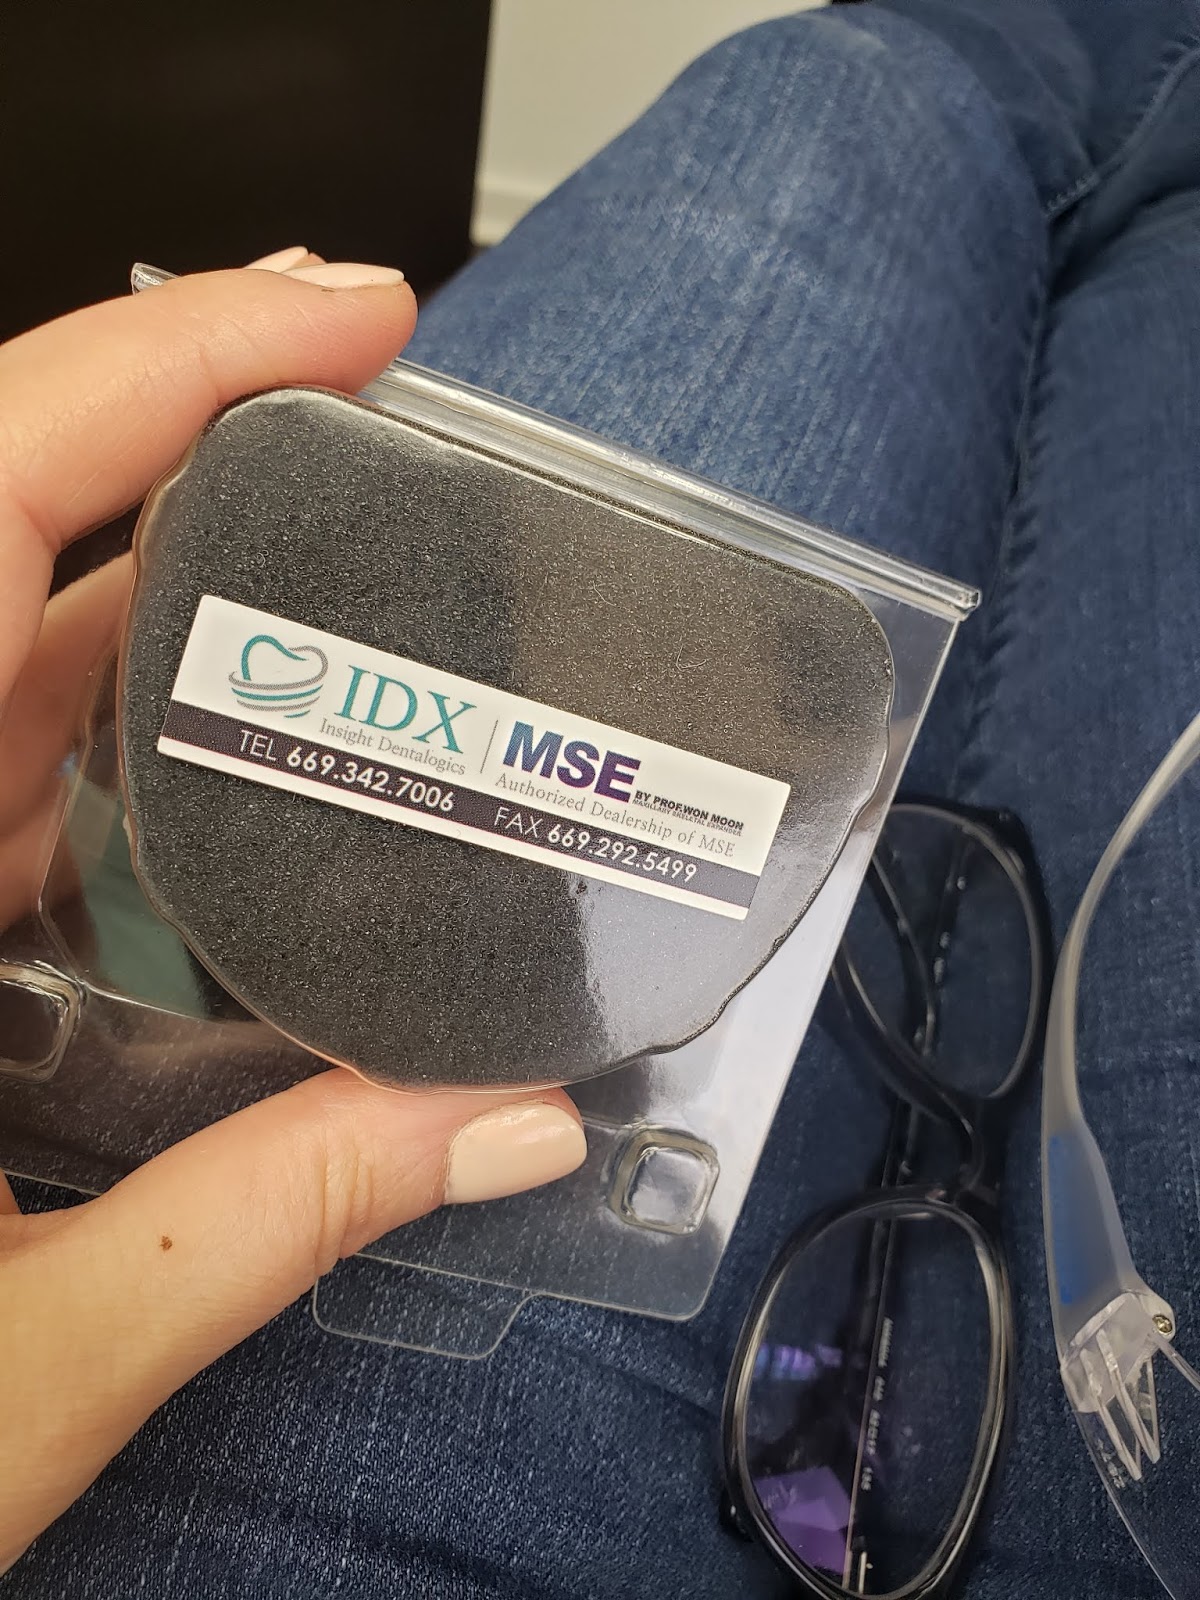 IDX
Insight Dentalogics
MSE
BY PROF.WON MOON
MAXILLARY SKELETAL EXPANDER
Authorized Dealership of MSE
TEL 669.342.7006 FAX 669.292.5499